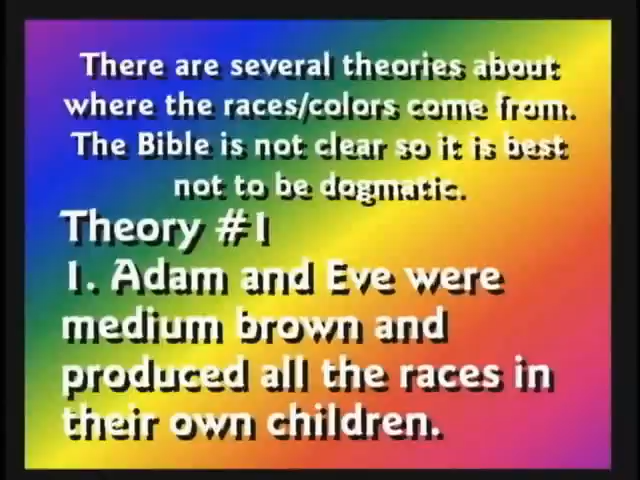 There are several theories about
where the races/colors come from.
The Bible is not clear so it is best
not to be dogmatic.
Theory #1
1. Adam and Eve were
medium brown and
produced all the races in
their own children.